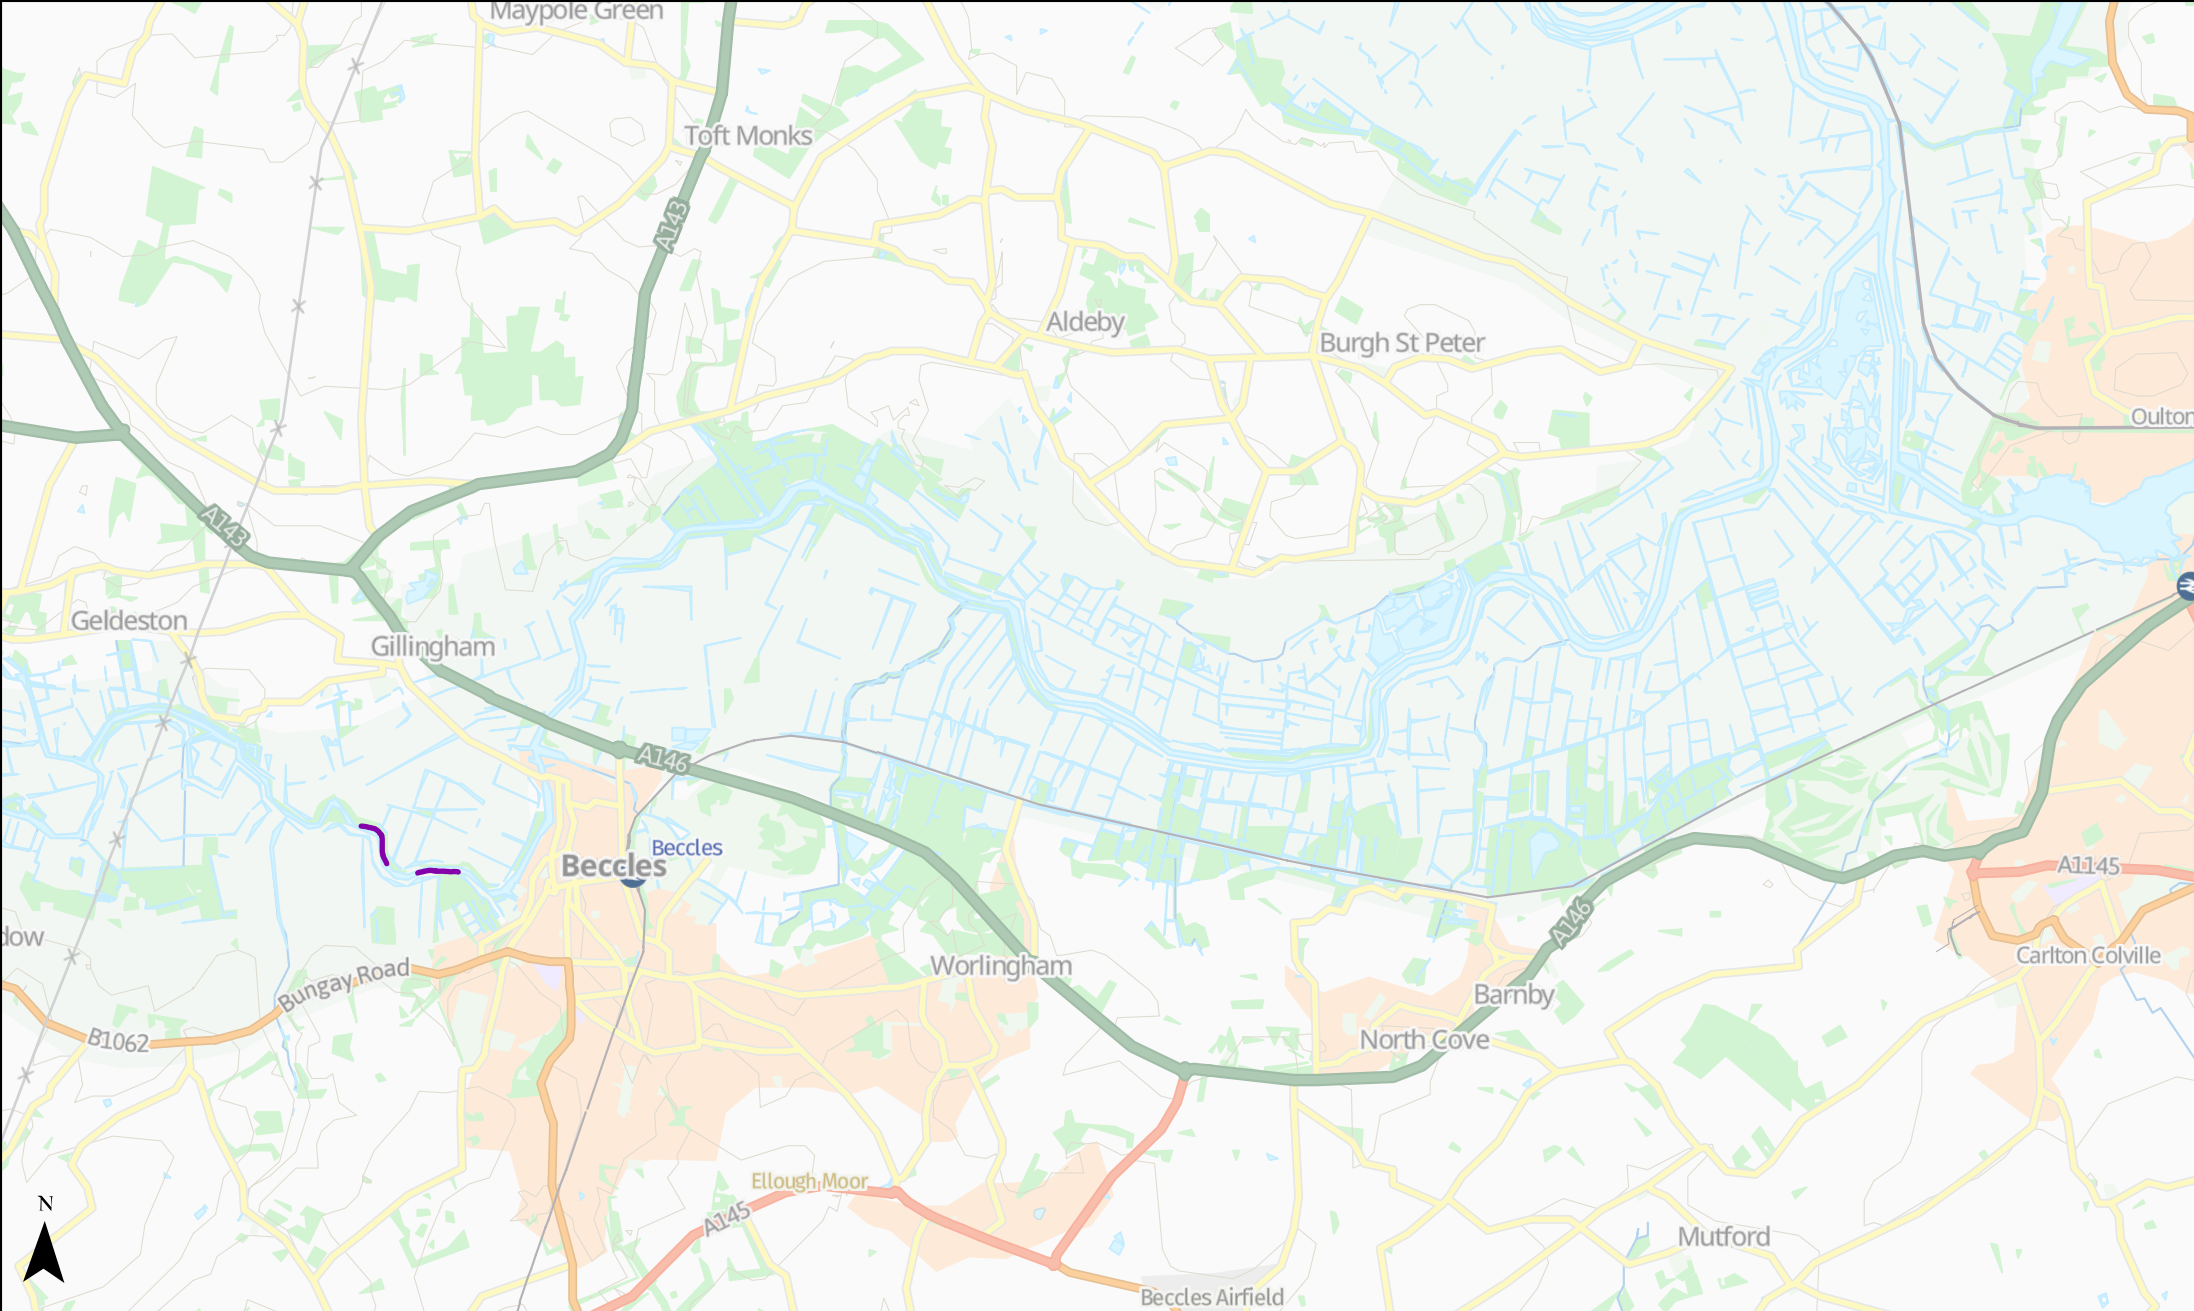 Maypole Green
Toft Monks
A143
Aldeby
Burgh St Peter
Oulton
A143
Geldeston
Gillingham
A146
Beccles
Beccles
A1145
dow
A146
Carlton Colville
Bungay Road
Worlingham
Barnby
B1062
North Cove
Ellough Moor
A145
N
Mutford
Beccles Airfield